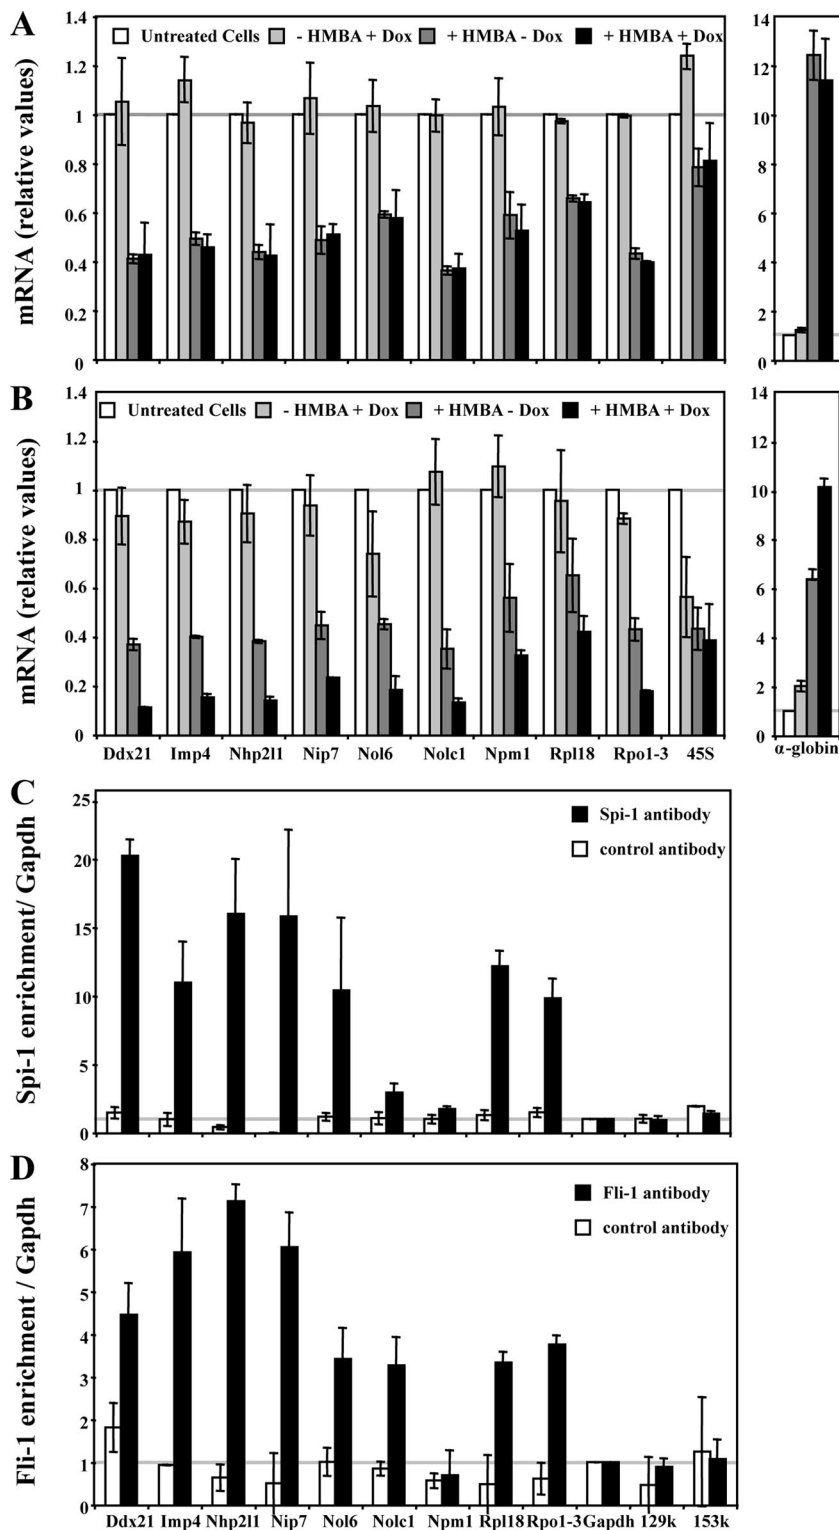 A
mRNA (relative values)
1.4
1.2
1
0.8
0.6
0.4
0.2
0
Untreated Cells - HMBA + Dox + HMBA - Dox + HMBA + Dox
14
12
10
8
6
4
2
0
B
mRNA (relative values)
1.4
1.2
1
0.8
0.6
0.4
0.2
0
Untreated Cells - HMBA + Dox + HMBA - Dox + HMBA + Dox
Ddx21 Imp4 Nhp2l1 Nip7 Nol6 Nolc1 Npm1 Rpl18 Rpo1-3 45S
14
12
10
8
6
4
2
0
α-globin
C
Spi-1 enrichment/ Gapdh
25
20
15
10
5
0
Spi-1 antibody
control antibody
D
Fli-1 enrichment / Gapdh
8
7
6
5
4
3
2
1
0
Fli-1 antibody
control antibody
Ddx21 Imp4 Nhp2l1 Nip7 Nol6 Nolc1 Npm1 Rpl18 Rpo1-3 Gapdh 129k 153k